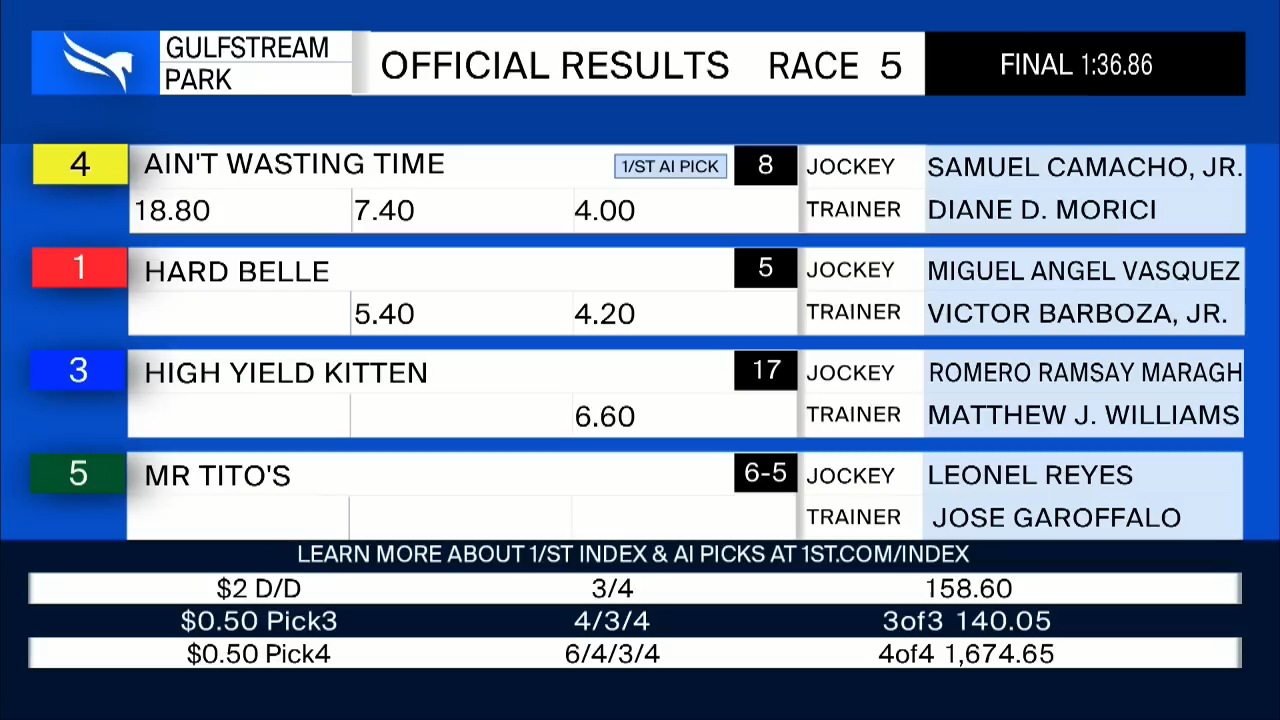 GULFSTREAM
PARK
OFFICIAL RESULTS RACE 5
FINAL 1:36.86
4 AIN'T WASTING TIME 1/ST AI PICK 8 JOCKEY SAMUEL CAMACHO, JR.
18.80 7.40 4.00 TRAINER DIANE D. MORICI
1 HARD BELLE 5 JOCKEY MIGUEL ANGEL VASQUEZ
5.40 4.20 TRAINER VICTOR BARBOZA, JR.
3 HIGH YIELD KITTEN 17 JOCKEY ROMERO RAMSAY MARAGH
6.60 TRAINER MATTHEW J. WILLIAMS
5 MR TITO'S 6-5 JOCKEY LEONEL REYES
TRAINER JOSE GAROFFALO
LEARN MORE ABOUT 1/ST INDEX & AI PICKS AT 1ST.COM/INDEX
$2 D/D 3/4 158.60
$0.50 Pick3 4/3/4 3of3 140.05
$0.50 Pick4 6/4/3/4 4of4 1,674.65